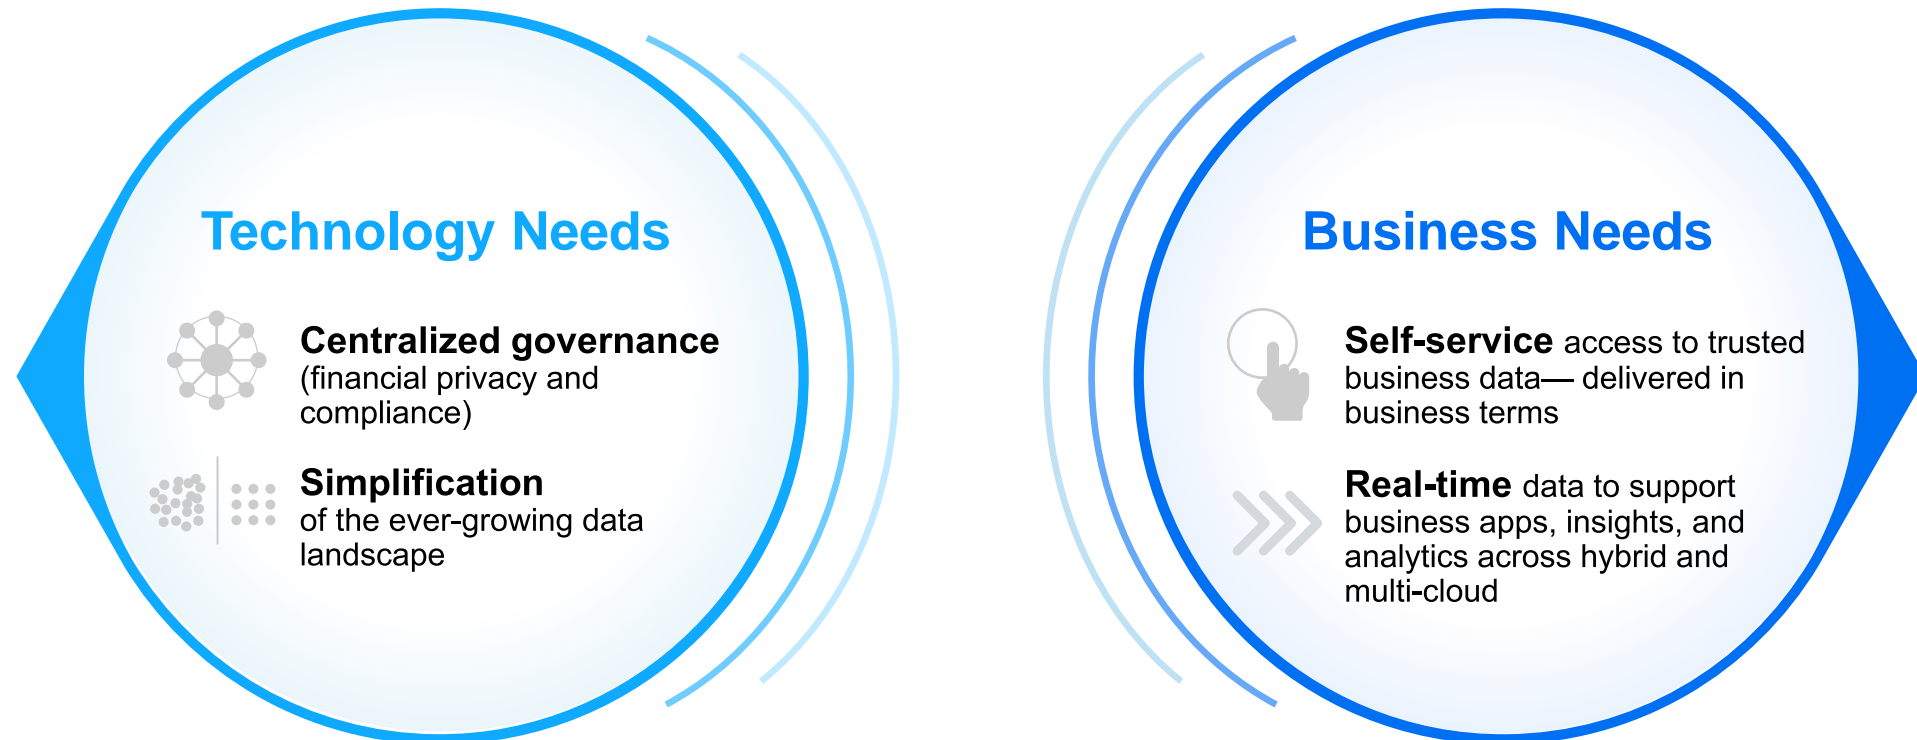 Technology Needs
Centralized governance
(financial privacy and
compliance)
Simplification
of the ever-growing data
landscape
Business Needs
Self-service access to trusted
business data— delivered in
business terms
Real-time data to support
business apps, insights, and
analytics across hybrid and
multi-cloud